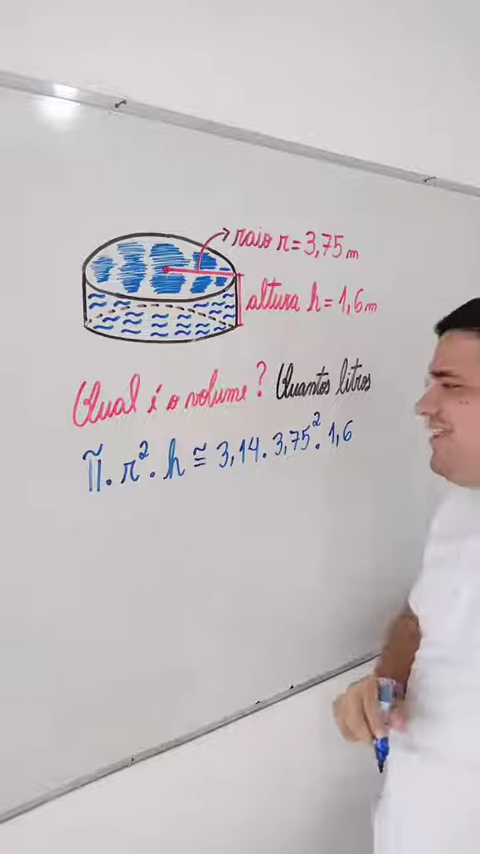 raio r = 3,75 m
altura h = 1,6 m
Qual é o volume? Quantos litros
π · r² · h ≅ 3,14 · 3,75² · 1,6